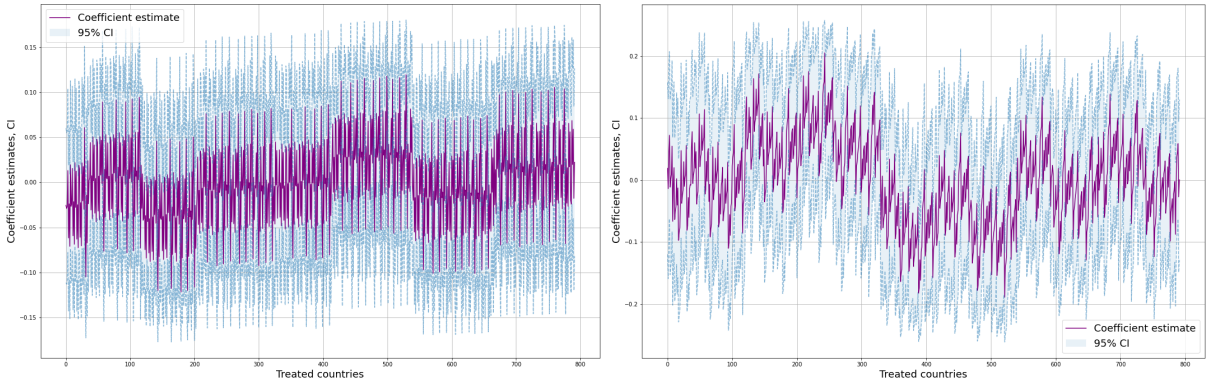 Coefficient estimate
95% CI
Coefficient estimates, CI
0.15
0.10
0.05
0.00
−0.05
−0.10
−0.15
0 100 200 300 400 500 600 700 800
Treated countries
Coefficient estimates, CI
0.2
0.1
0.0
−0.1
−0.2
Coefficient estimate
95% CI
0 100 200 300 400 500 600 700 800
Treated countries